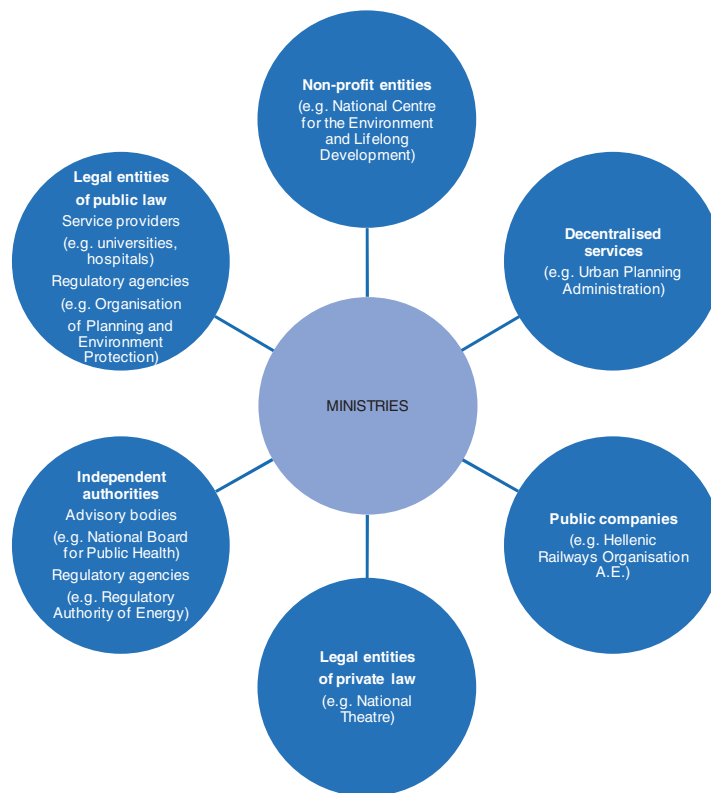 Non-profit entities
(e.g. National Centre
for the Environment
and Lifelong
Development)
Legal entities
of public law
Service providers
(e.g. universities,
hospitals)
Regulatory agencies
(e.g. Organisation
of Planning and
Environment
Protection)
Decentralised
services
(e.g. Urban Planning
Administration)
MINISTRIES
Independent
authorities
Advisory bodies
(e.g. National Board
for Public Health)
Regulatory agencies
(e.g. Regulatory
Authority of Energy)
Public companies
(e.g. Hellenic
Railways Organisation
A.E.)
Legal entities
of private law
(e.g. National
Theatre)